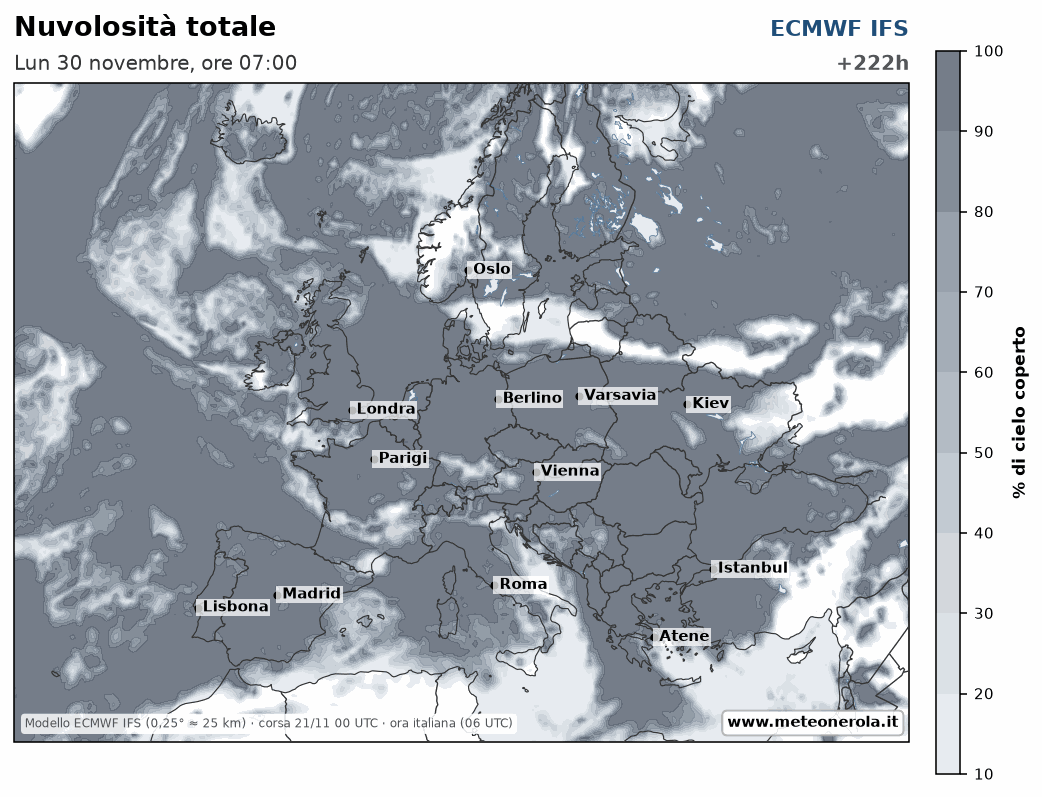 Nuvolosità totale
ECMWF IFS
Lun 30 novembre, ore 07:00
+222h
100
90
80
70
60
50
40
30
20
10
% di cielo coperto
Oslo
Londra
Berlino
Varsavia
Kiev
Parigi
Vienna
Istanbul
Roma
Madrid
Lisbona
Atene
Modello ECMWF IFS (0,25° ≈ 25 km) · corsa 21/11 00 UTC · ora italiana (06 UTC)
www.meteonerola.it